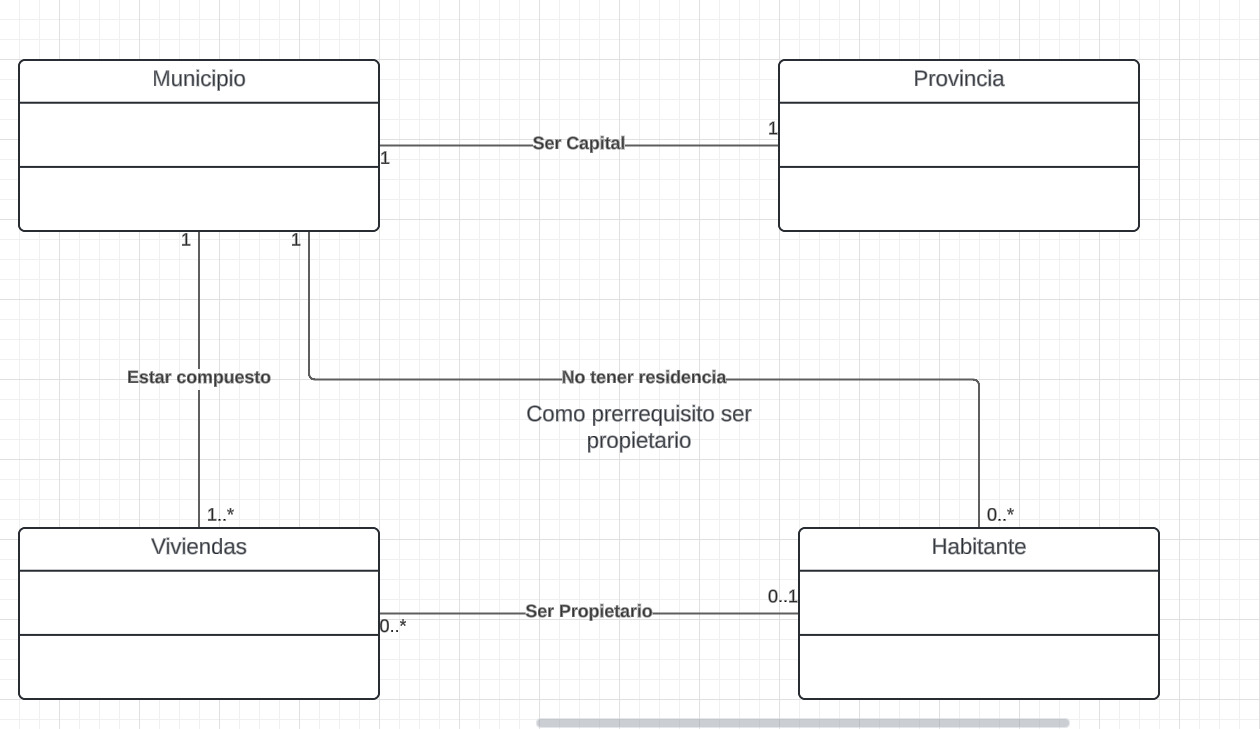 Municipio
Provincia
1
Ser Capital
1
1
1
Estar compuesto
No tener residencia
Como prerrequisito ser
propietario
1..*
0..*
Viviendas
Habitante
0..1
Ser Propietario
0..*